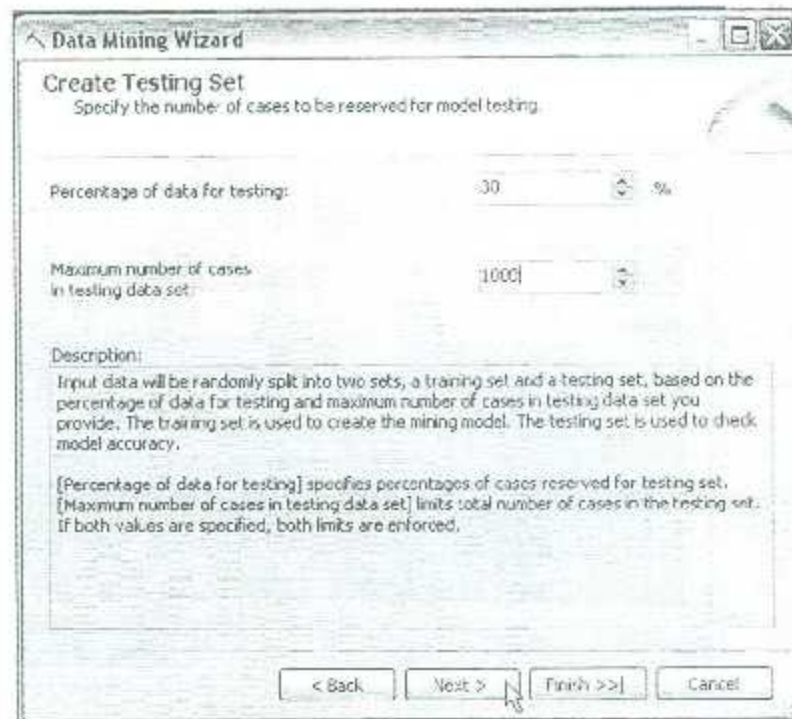 Data Mining Wizard
Create Testing Set
Specify the number of cases to be reserved for model testing.
Percentage of data for testing:
30
%
Maximum number of cases
in testing data set:
1000
Description:
Input data will be randomly split into two sets, a training set and a testing set, based on the
percentage of data for testing and maximum number of cases in testing data set you
provide. The training set is used to create the mining model. The testing set is used to check
model accuracy.
[Percentage of data for testing] specifies percentages of cases reserved for testing set.
[Maximum number of cases in testing data set] limits total number of cases in the testing set.
If both values are specified, both limits are enforced.
< Back
Next >
Finish >>|
Cancel